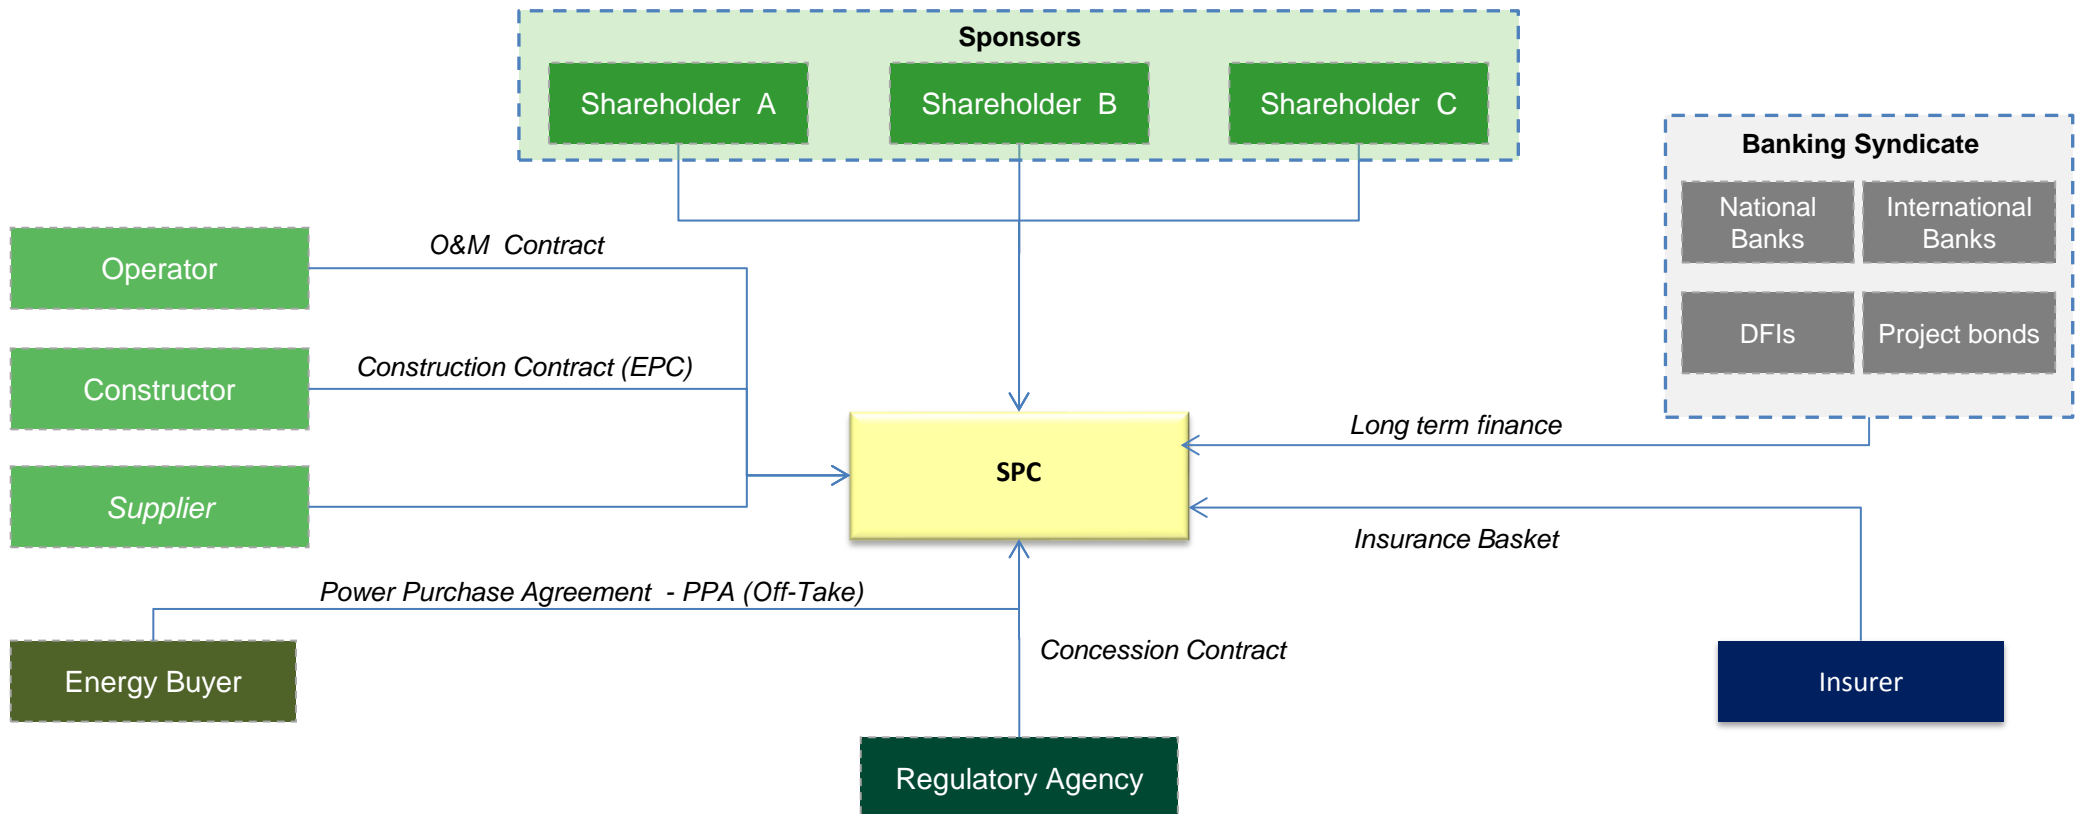 Sponsors
Shareholder A
Shareholder B
Shareholder C
Banking Syndicate
National
Banks
International
Banks
DFIs
Project bonds
Operator
O&M Contract
Constructor
Construction Contract (EPC)
Supplier
SPC
Long term finance
Insurance Basket
Power Purchase Agreement - PPA (Off-Take)
Energy Buyer
Concession Contract
Insurer
Regulatory Agency